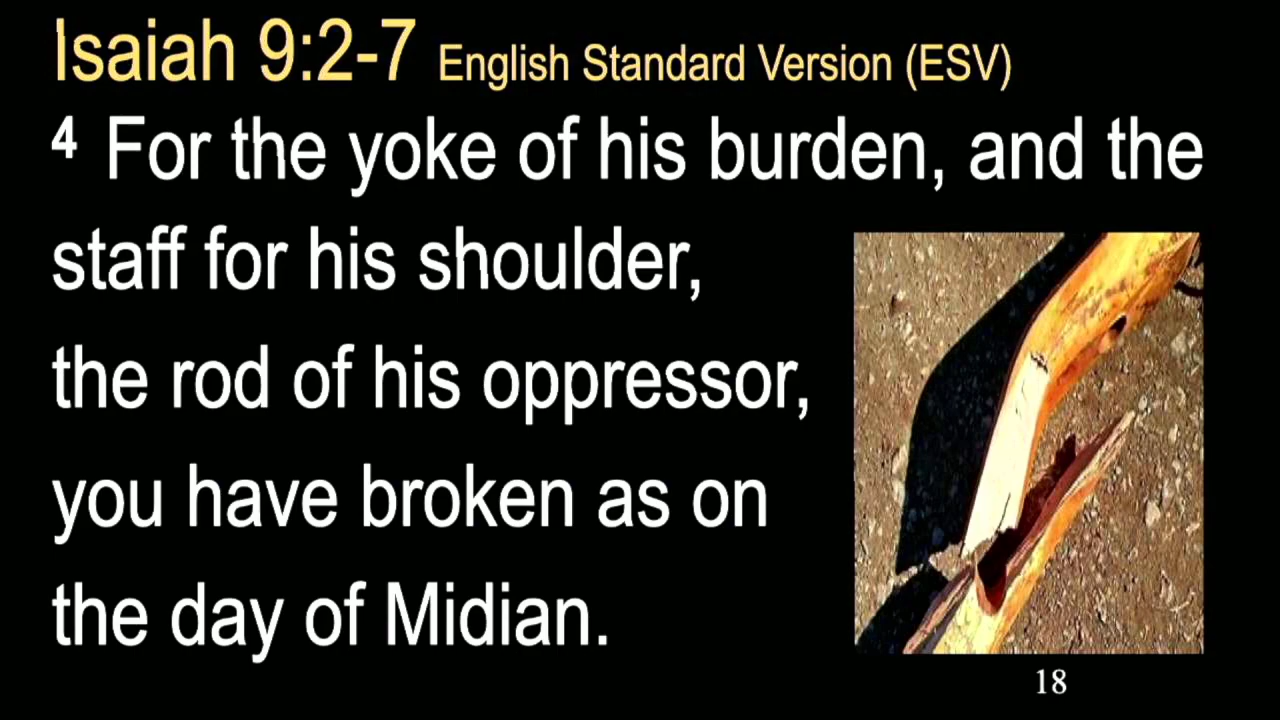 Isaiah 9:2-7 English Standard Version (ESV)
4 For the yoke of his burden, and the
staff for his shoulder,
the rod of his oppressor,
you have broken as on
the day of Midian.
18